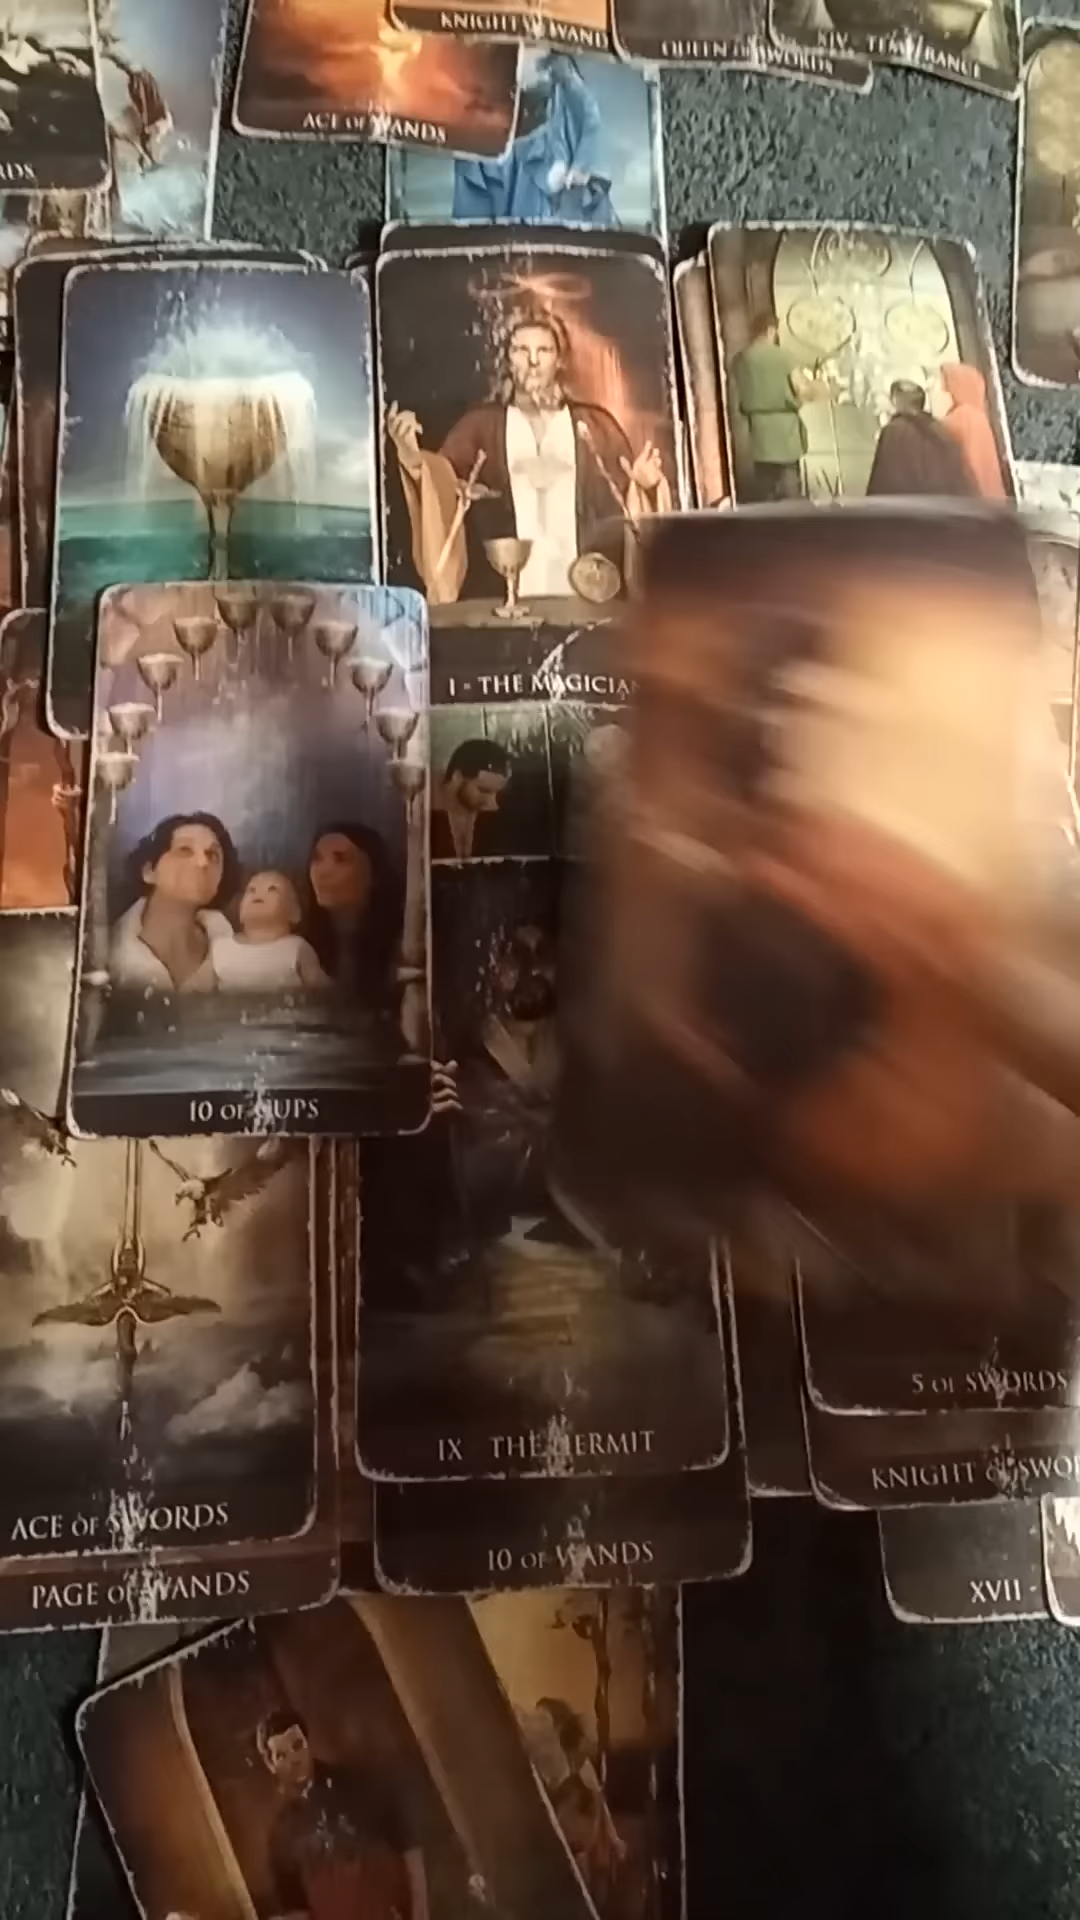 KNIGHT OF WANDS
QUEEN OF SWORDS
XIV - TEMPERANCE
ACE OF WANDS
RDS
I - THE MAGICIAN
10 OF CUPS
5 OF SWORDS
IX THE HERMIT
KNIGHT OF SWOR
ACE OF SWORDS
10 OF WANDS
PAGE OF WANDS
XVII -